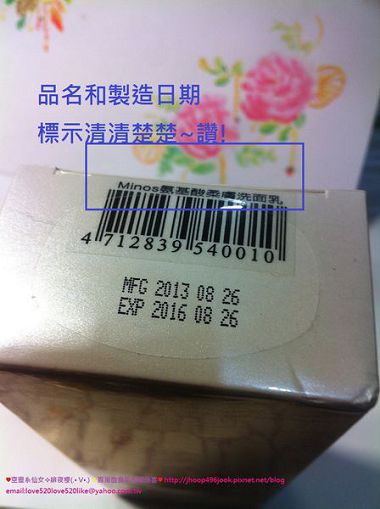 品名和製造日期
標示清清楚楚~讚!
Minos氨基酸柔膚洗面乳
4 712839 540010
MFG 2013 08 26
EXP 2016 08 26
http://jhoop496jook.pixnet.net/blog
email:love520love520like@yahoo.com.tw